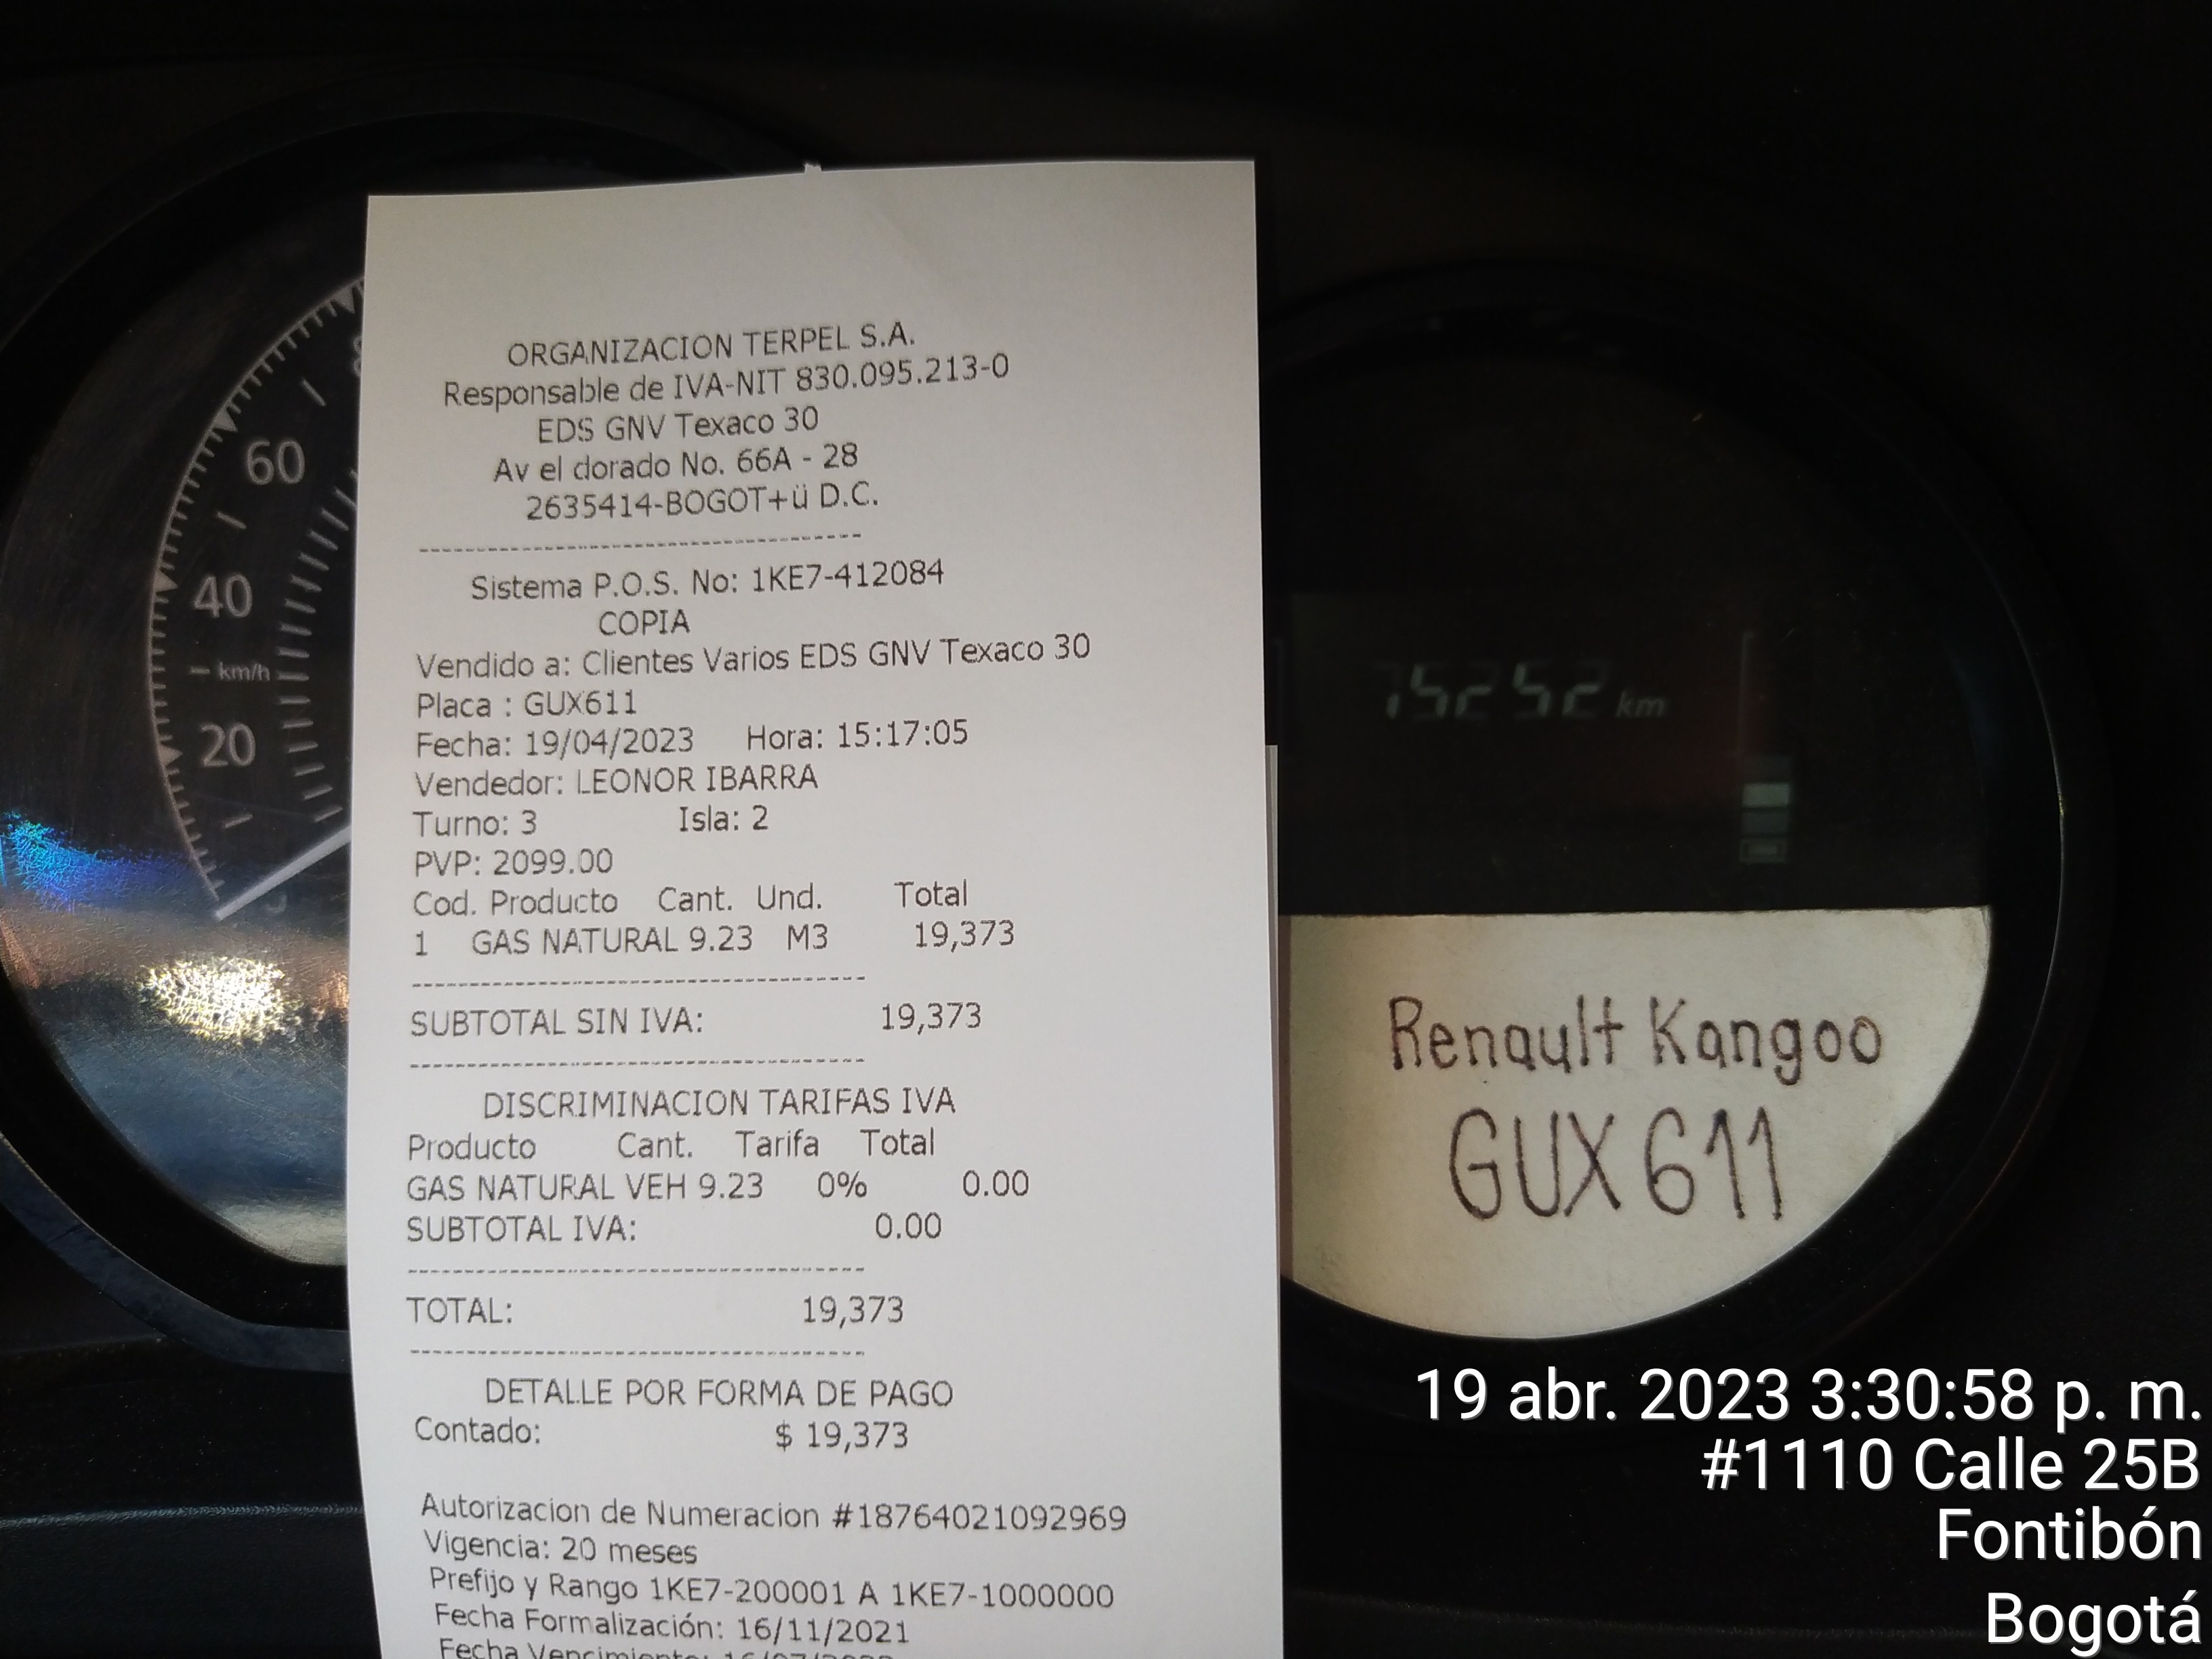 60
40
km/h
20
ORGANIZACION TERPEL S.A.
Responsable de IVA-NIT 830.095.213-0
EDS GNV Texaco 30
Av el dorado No. 66A - 28
2635414-BOGOT+ü D.C.
Sistema P.O.S. No: 1KE7-412084
COPIA
Vendido a: Clientes Varios EDS GNV Texaco 30
Placa : GUX611
Fecha: 19/04/2023 Hora: 15:17:05
Vendedor: LEONOR IBARRA
Turno: 3 Isla: 2
PVP: 2099.00
Cod. Producto Cant. Und. Total
1 GAS NATURAL 9.23 M3 19,373
SUBTOTAL SIN IVA: 19,373
DISCRIMINACION TARIFAS IVA
Producto Cant. Tarifa Total
GAS NATURAL VEH 9.23 0% 0.00
SUBTOTAL IVA: 0.00
TOTAL: 19,373
DETALLE POR FORMA DE PAGO
Contado: $ 19,373
Autorizacion de Numeracion #18764021092969
Vigencia: 20 meses
Prefijo y Rango 1KE7-200001 A 1KE7-1000000
Fecha Formalización: 16/11/2021
Fecha Vencimiento:
75252 km
Renault Kangoo
GUX611
19 abr. 2023 3:30:58 p. m.
#1110 Calle 25B
Fontibón
Bogotá